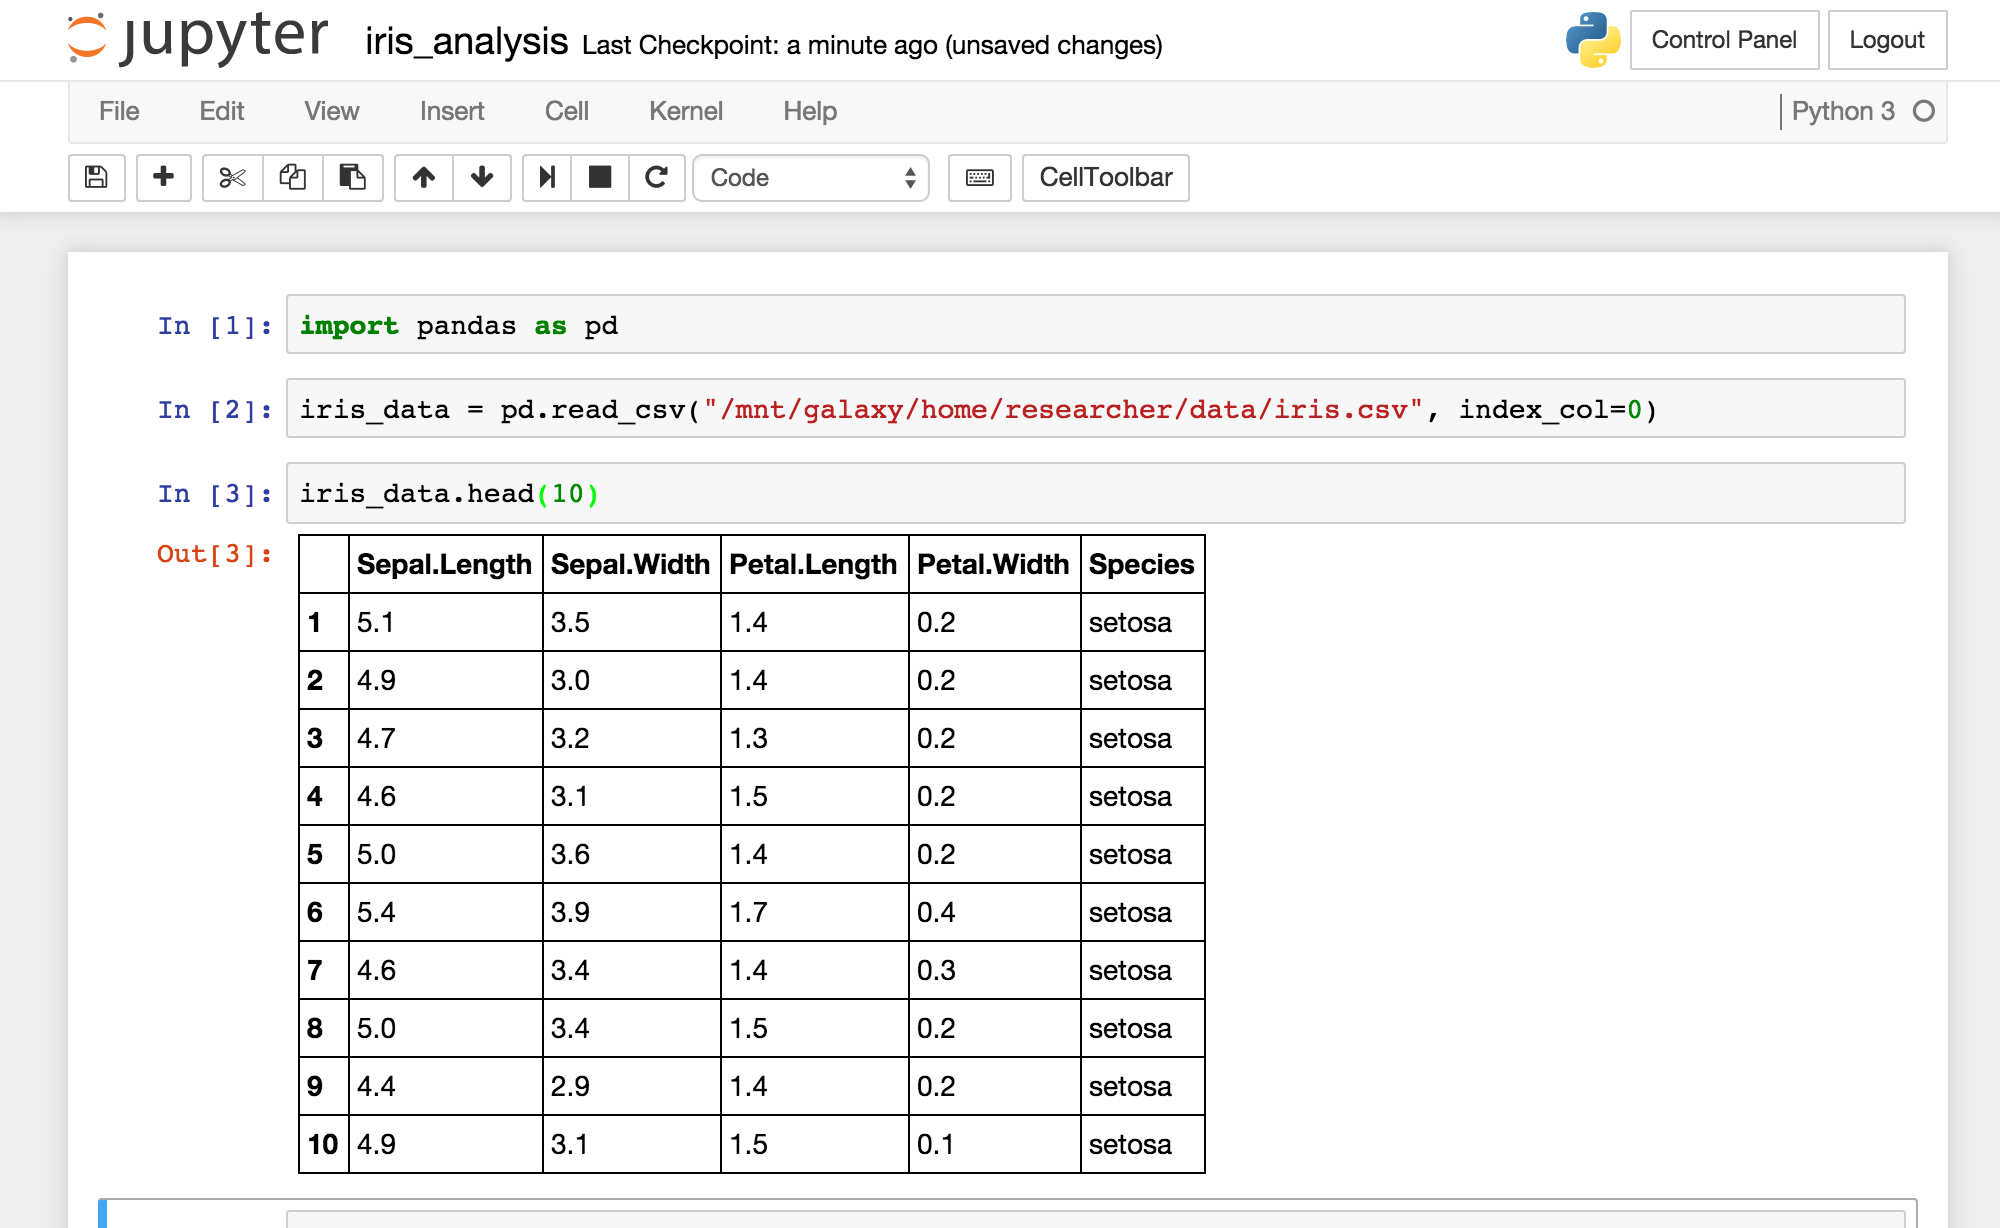 jupyter iris_analysis Last Checkpoint: a minute ago (unsaved changes) Control Panel Logout
File Edit View Insert Cell Kernel Help Python 3
Code CellToolbar
In [1]: import pandas as pd
In [2]: iris_data = pd.read_csv("/mnt/galaxy/home/researcher/data/iris.csv", index_col=0)
In [3]: iris_data.head(10)
Out[3]:
Sepal.Length Sepal.Width Petal.Length Petal.Width Species
1 5.1 3.5 1.4 0.2 setosa
2 4.9 3.0 1.4 0.2 setosa
3 4.7 3.2 1.3 0.2 setosa
4 4.6 3.1 1.5 0.2 setosa
5 5.0 3.6 1.4 0.2 setosa
6 5.4 3.9 1.7 0.4 setosa
7 4.6 3.4 1.4 0.3 setosa
8 5.0 3.4 1.5 0.2 setosa
9 4.4 2.9 1.4 0.2 setosa
10 4.9 3.1 1.5 0.1 setosa